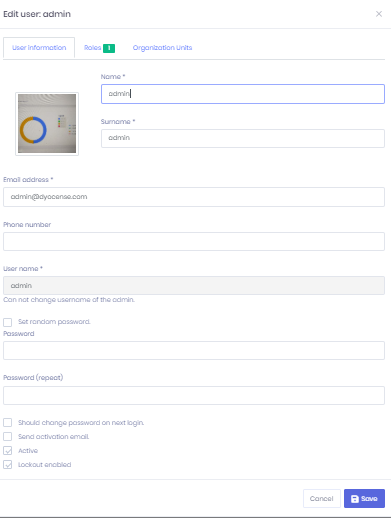 Edit user: admin
User information
Roles 1
Organization Units
Name *
admin
Surname *
admin
Email address *
admin@dyocense.com
Phone number
User name *
admin
Can not change username of the admin.
Set random password.
Password
Password (repeat)
Should change password on next login.
Send activation email.
Active
Lockout enabled
Cancel
Save